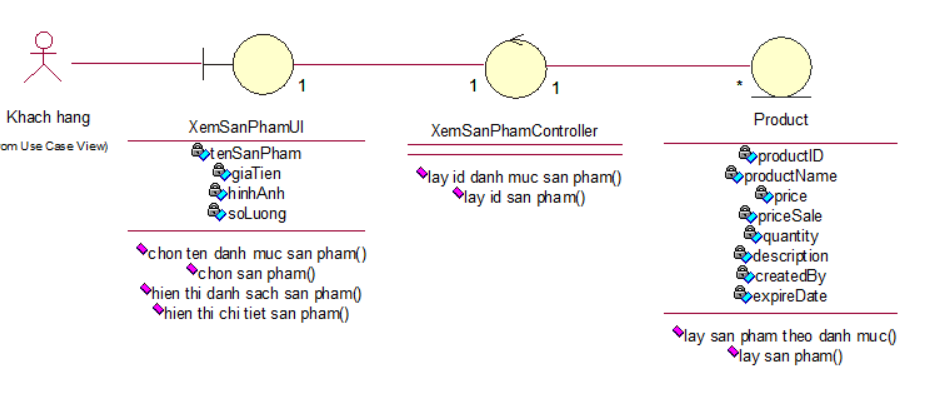 1
1
1
*
Khach hang
om Use Case View)
XemSanPhamUI
tenSanPham
giaTien
hinhAnh
soLuong
chon ten danh muc san pham()
chon san pham()
hien thi danh sach san pham()
hien thi chi tiet san pham()
XemSanPhamController
lay id danh muc san pham()
lay id san pham()
Product
productID
productName
price
priceSale
quantity
description
createdBy
expireDate
lay san pham theo danh muc()
lay san pham()